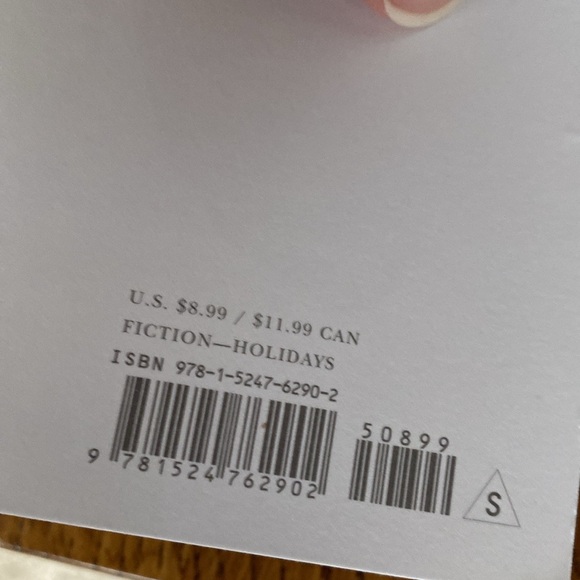 U.S. $8.99 / $11.99 CAN
FICTION—HOLIDAYS
ISBN 978-1-5247-6290-2
50899
9 781524 762902
S